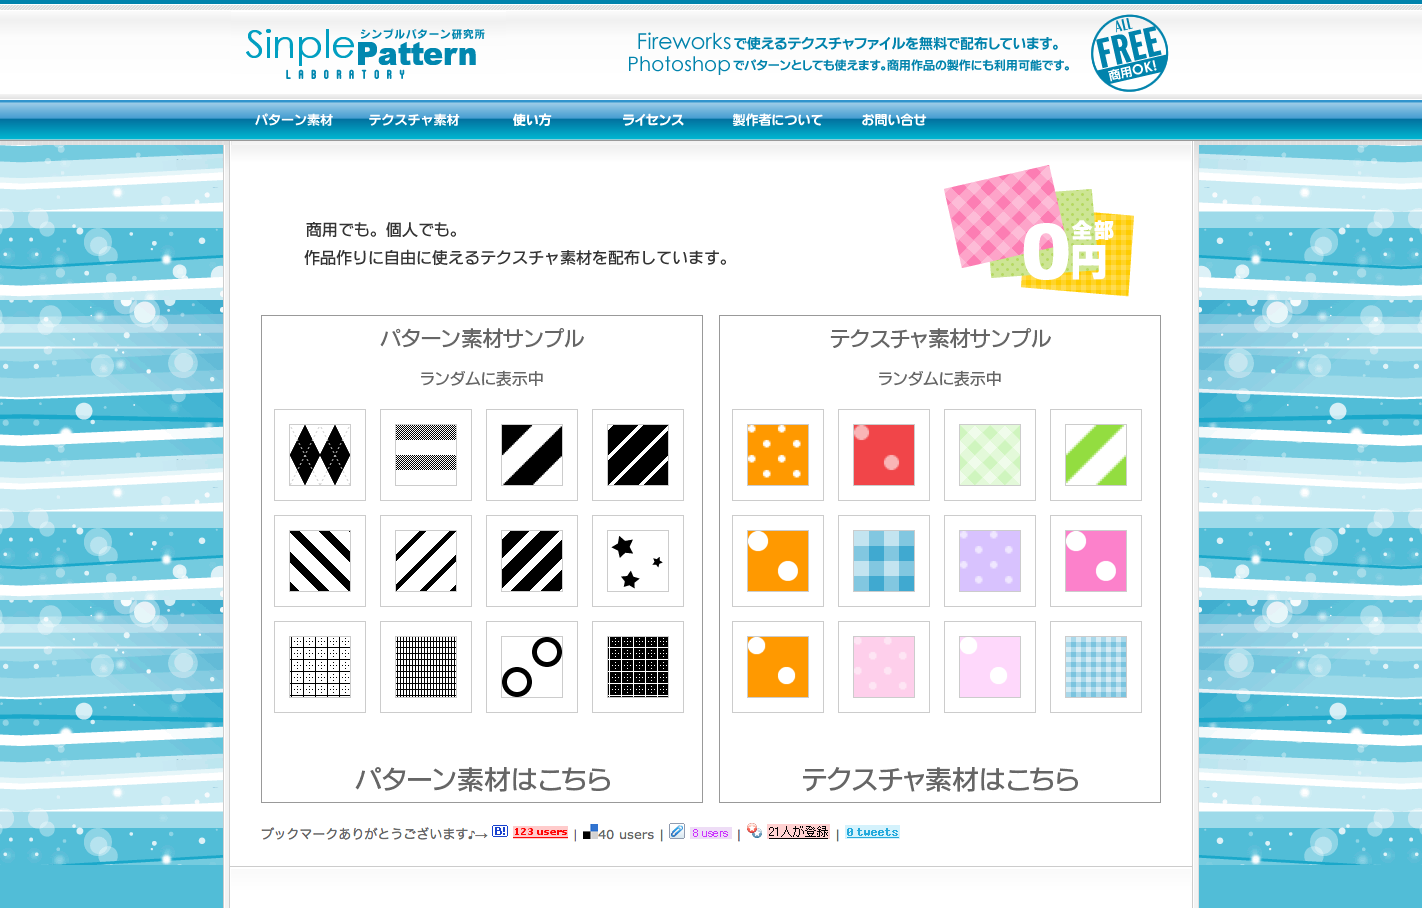 Sinple シンプルパターン研究所
Pattern
LABORATORY
Fireworksで使えるテクスチャファイルを無料で配布しています。
Photoshopでパターンとしても使えます。商用作品の製作にも利用可能です。
ALL
FREE
商用OK!
パターン素材 テクスチャ素材 使い方 ライセンス 製作者について お問い合せ
商用でも。個人でも。
作品作りに自由に使えるテクスチャ素材を配布しています。
全部
0円
パターン素材サンプル
ランダムに表示中
パターン素材はこちら
テクスチャ素材サンプル
ランダムに表示中
テクスチャ素材はこちら
ブックマークありがとうございます♪→ B! 123 users | 40 users | 8 users | 21人が登録 | 0 tweets